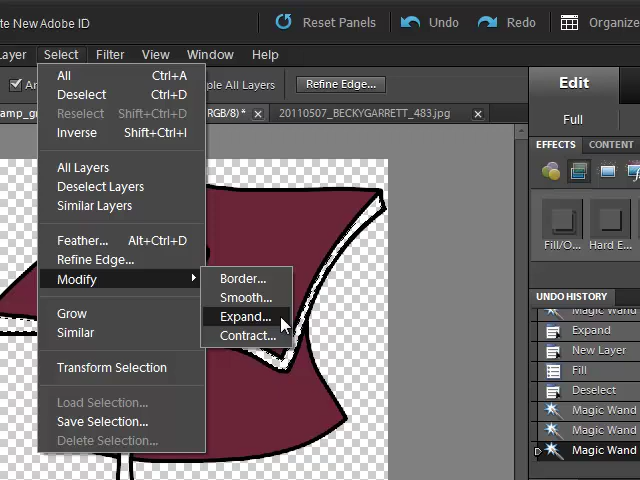 te New Adobe ID
Reset Panels
Undo
Redo
Organize
Layer Select Filter View Window Help
An
ple All Layers
Refine Edge...
Edit
amp_g
RGB/8) *
20110507_BECKYGARRETT_483.jpg
Full
All Ctrl+A
Deselect Ctrl+D
Reselect Shift+Ctrl+D
Inverse Shift+Ctrl+I
All Layers
Deselect Layers
Similar Layers
Feather... Alt+Ctrl+D
Refine Edge...
Modify
Grow
Similar
Transform Selection
Load Selection...
Save Selection...
Delete Selection...
Border...
Smooth...
Expand...
Contract...
EFFECTS CONTENT
Fill/O... Hard E...
UNDO HISTORY
Magic Wand
Expand
New Layer
Fill
Deselect
Magic Wand
Magic Wand
Magic Wand